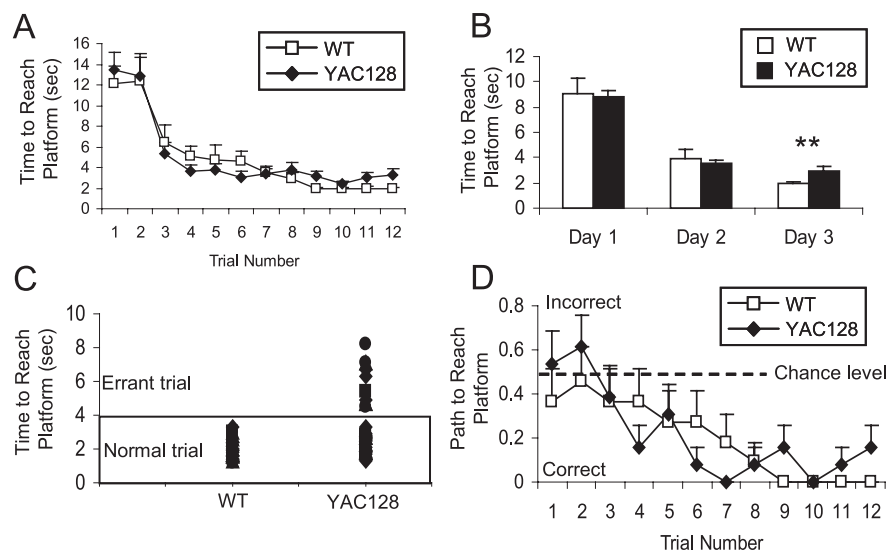 A
Time to Reach
Platform (sec)
16
14
12
10
8
6
4
2
0
1 2 3 4 5 6 7 8 9 10 11 12
Trial Number
WT
YAC128
B
Time to Reach
Platform (sec)
12
10
8
6
4
2
0
**
Day 1 Day 2 Day 3
WT
YAC128
C
Time to Reach
Platform (sec)
10
8
6
4
2
0
Errant trial
Normal trial
WT YAC128
D
Path to Reach
Platform
0.8
0.6
0.4
0.2
0
Incorrect
Correct
WT
YAC128
Chance level
1 2 3 4 5 6 7 8 9 10 11 12
Trial Number